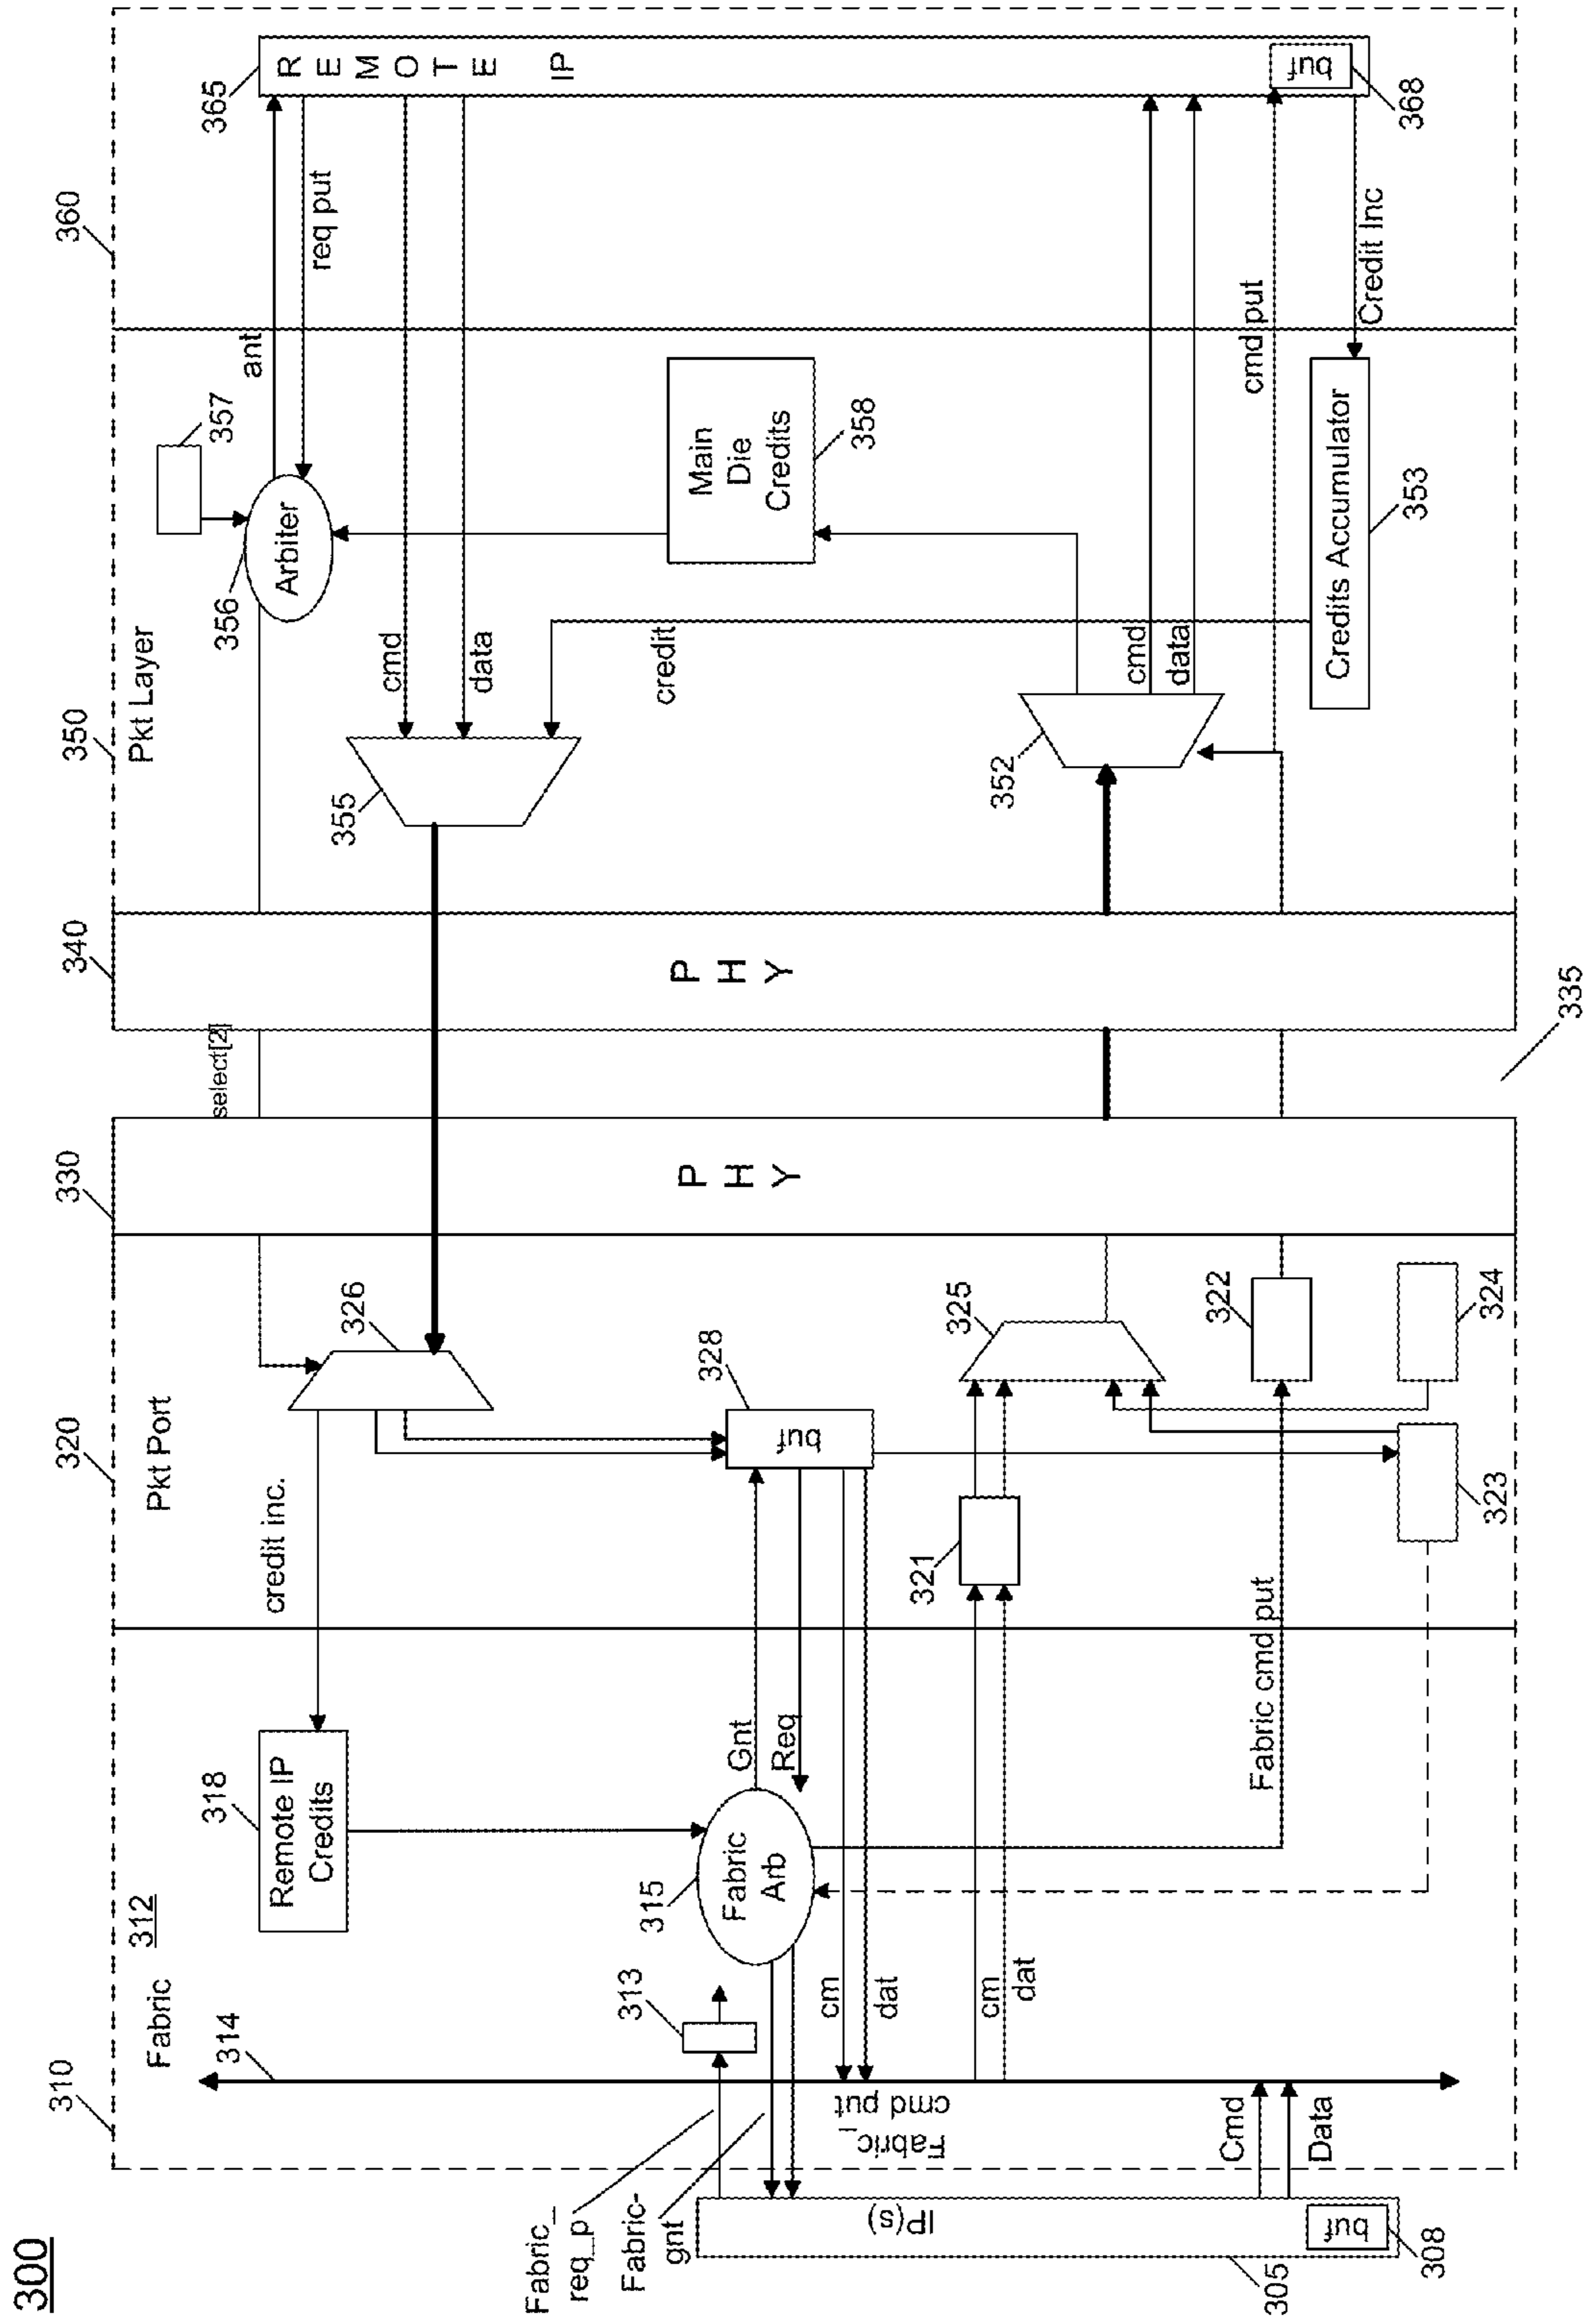 300
310
Fabric
312
314
320
Pkt Port
330
340
350
Pkt Layer
360
Remote IP
Credits
318
credit inc.
326
select[2]
356
Arbiter
357
ant
req put
365
REMOTE IP
cmd
data
355
credit
Main
Die
Credits
358
P
H
Y
P
H
Y
Fabric_
req_p
Fabric-
gnt
313
315
Fabric
Arb
Gnt
Req
328
buf
cm
dat
Fabric_
cmd put
cm
dat
321
325
352
cmd
data
cmd put
IP(s)
buf
305
308
Cmd
Data
Fabric cmd put
322
323
324
335
Credits Accumulator
353
Credit Inc
buf
368